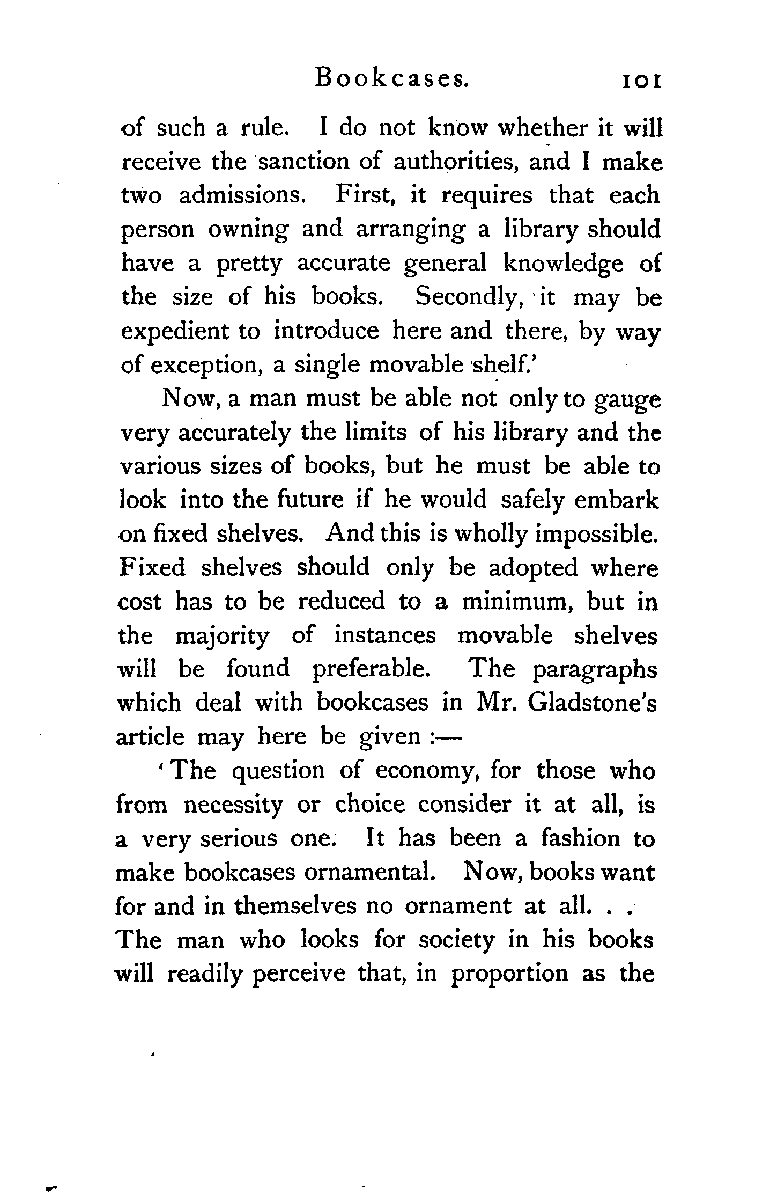 Bookcases. 101
of such a rule. I do not know whether it will
receive the sanction of authorities, and I make
two admissions. First, it requires that each
person owning and arranging a library should
have a pretty accurate general knowledge of
the size of his books. Secondly, it may be
expedient to introduce here and there, by way
of exception, a single movable shelf.’
Now, a man must be able not only to gauge
very accurately the limits of his library and the
various sizes of books, but he must be able to
look into the future if he would safely embark
on fixed shelves. And this is wholly impossible.
Fixed shelves should only be adopted where
cost has to be reduced to a minimum, but in
the majority of instances movable shelves
will be found preferable. The paragraphs
which deal with bookcases in Mr. Gladstone's
article may here be given :—
‘ The question of economy, for those who
from necessity or choice consider it at all, is
a very serious one. It has been a fashion to
make bookcases ornamental. Now, books want
for and in themselves no ornament at all. . .
The man who looks for society in his books
will readily perceive that, in proportion as the